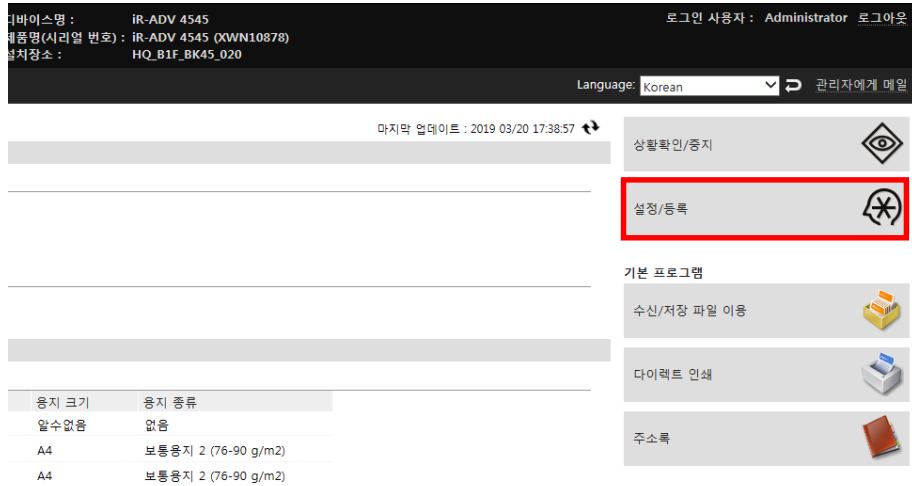 디바이스명 : iR-ADV 4545 로그인 사용자 : Administrator 로그아웃
제품명(시리얼 번호) : iR-ADV 4545 (XWN10878)
설치장소 : HQ_B1F_BK45_020
Language: Korean 관리자에게 메일
마지막 업데이트 : 2019 03/20 17:38:57
상황확인/중지
설정/등록
기본 프로그램
수신/저장 파일 이용
다이렉트 인쇄
주소록
용지 크기 용지 종류
알수없음 없음
A4 보통용지 2 (76-90 g/m2)
A4 보통용지 2 (76-90 g/m2)